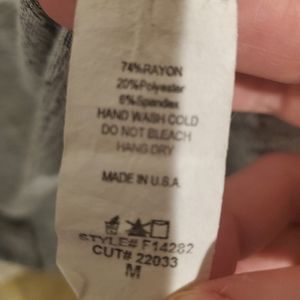 74%RAYON
20%Polyester
6%Spandex
HAND WASH COLD
DO NOT BLEACH
HANG DRY
MADE IN U.S.A
STYLE# F14282
CUT# 22033
M